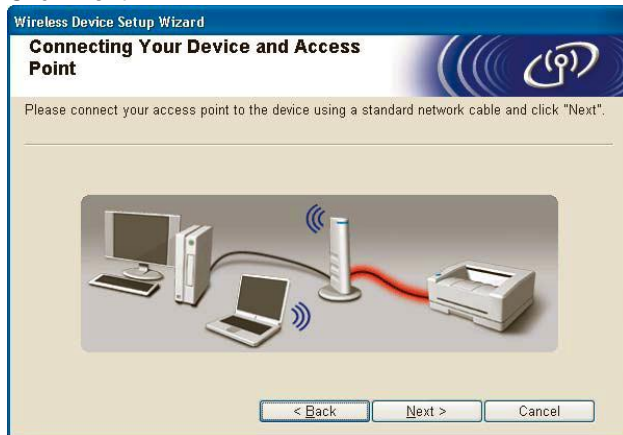 Wireless Device Setup Wizard
Connecting Your Device and Access
Point
Please connect your access point to the device using a standard network cable and click "Next".
< Back
Next >
Cancel